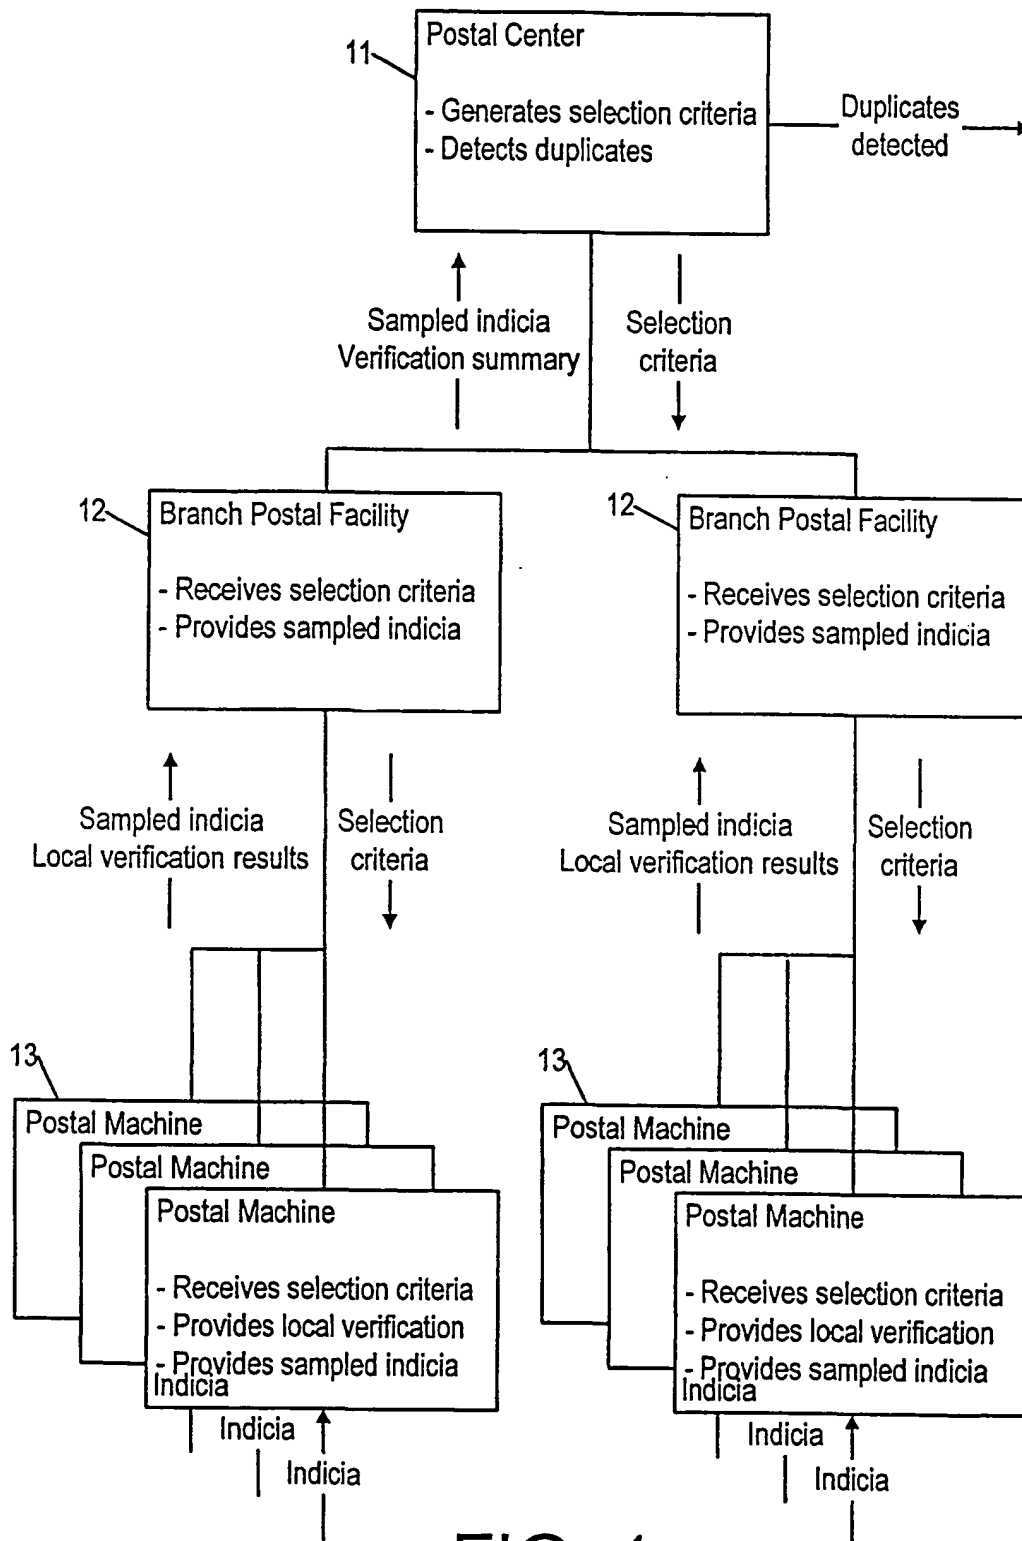 Postal Center
11
- Generates selection criteria
- Detects duplicates
Duplicates
detected
Sampled indicia
Verification summary
Selection
criteria
12
Branch Postal Facility
- Receives selection criteria
- Provides sampled indicia
12
Branch Postal Facility
- Receives selection criteria
- Provides sampled indicia
Sampled indicia
Local verification results
Selection
criteria
Sampled indicia
Local verification results
Selection
criteria
13
Postal Machine
Postal Machine
Postal Machine
- Receives selection criteria
- Provides local verification
- Provides sampled indicia
Indicia
Indicia
Indicia
13
Postal Machine
Postal Machine
Postal Machine
- Receives selection criteria
- Provides local verification
- Provides sampled indicia
Indicia
Indicia
Indicia